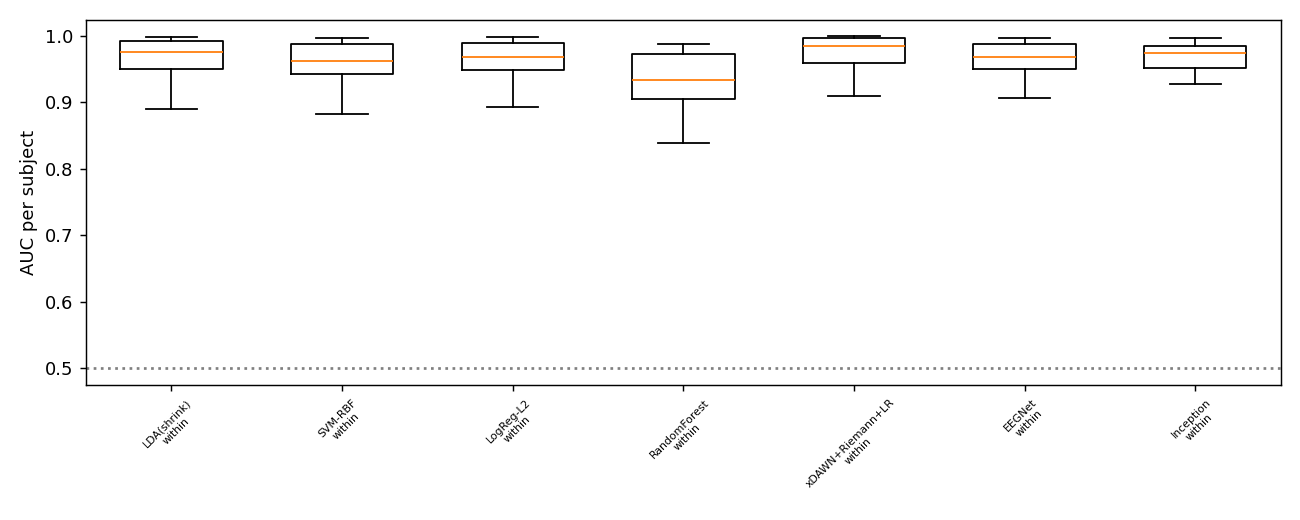 AUC per subject
1.0
0.9
0.8
0.7
0.6
0.5
LDA(shrink)
within
SVM-RBF
within
LogReg-L2
within
RandomForest
within
xDAWN+Riemann+LR
within
EEGNet
within
Inception
within